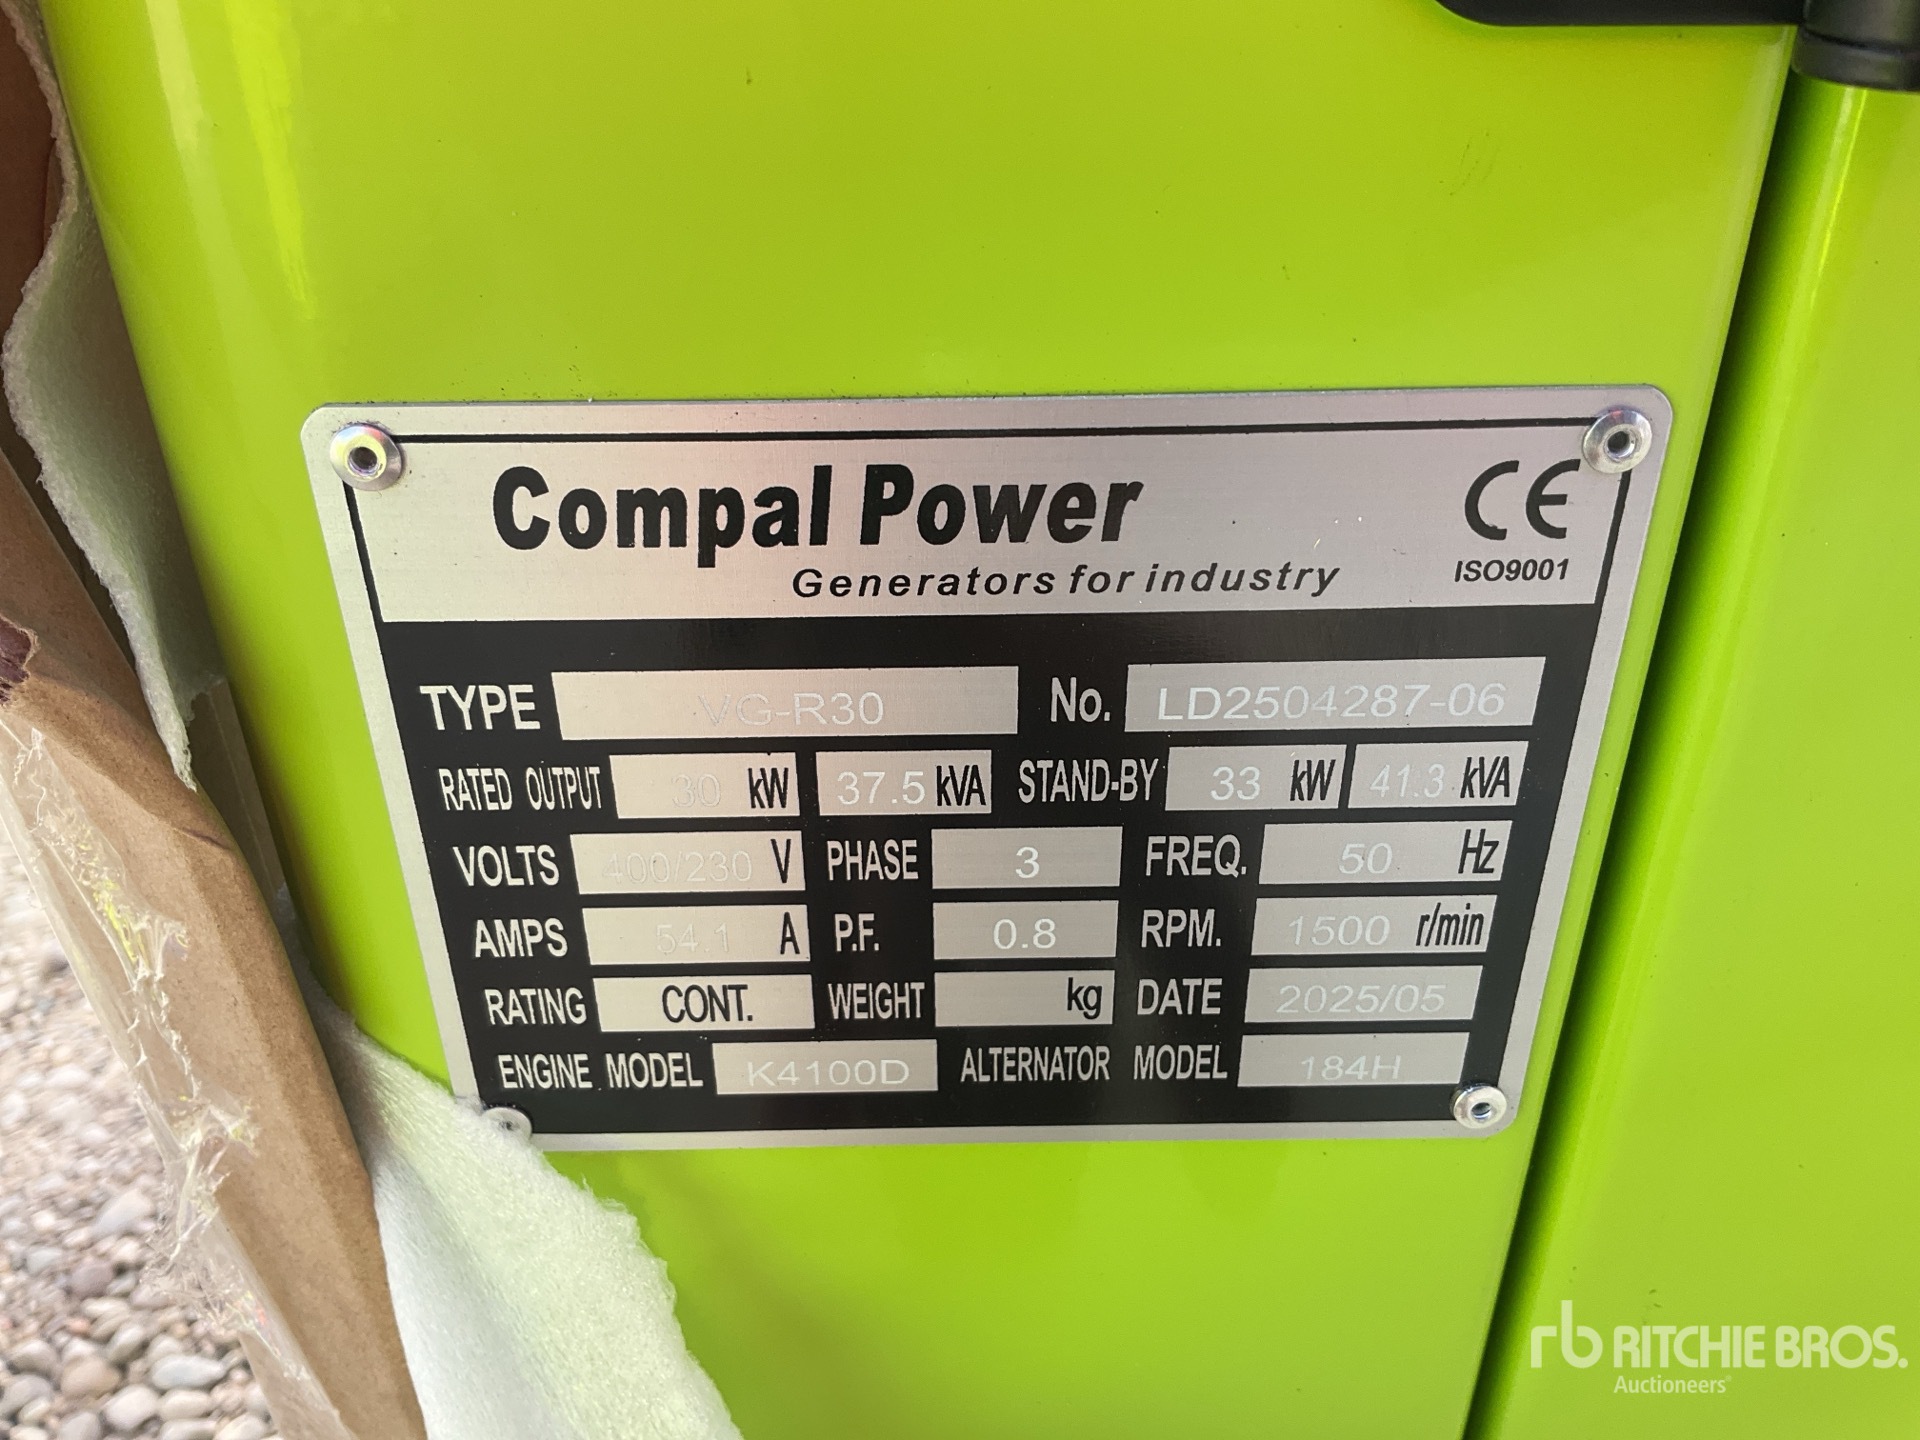 Compal Power
CE
Generators for industry
ISO9001
TYPE VG-R30 No. LD2504287-06
RATED OUTPUT 30 kW 37.5 kVA STAND-BY 33 kW 41.3 kVA
VOLTS 400/230 V PHASE 3 FREQ. 50 Hz
AMPS 54.1 A P.F. 0.8 RPM. 1500 r/min
RATING CONT. WEIGHT kg DATE 2025/05
ENGINE MODEL K4100D ALTERNATOR MODEL 184H
rb RITCHIE BROS.
Auctioneers